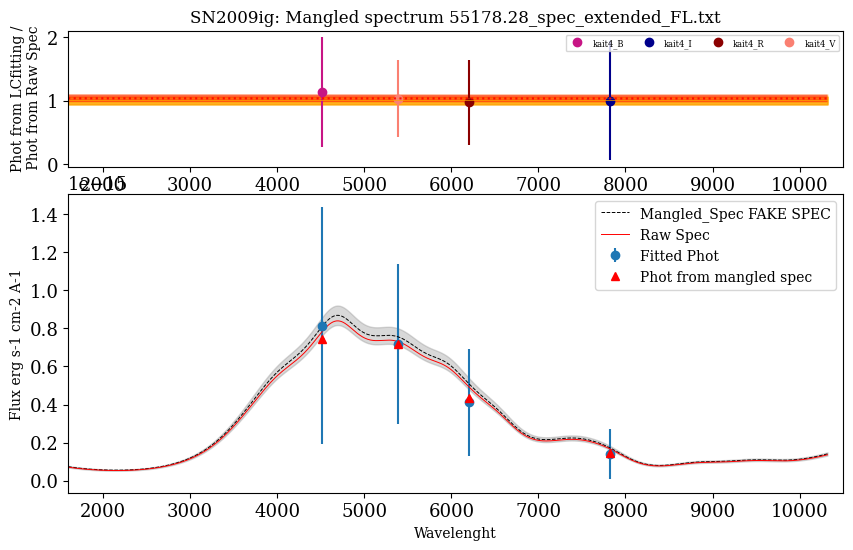 SN2009ig: Mangled spectrum 55178.28_spec_extended_FL.txt
Phot from LCfitting /
Phot from Raw Spec
2
1
0
kait4_B kait4_I kait4_R kait4_V
2000 3000 4000 5000 6000 7000 8000 9000 10000
1e−15
Flux erg s-1 cm-2 A-1
1.4
1.2
1.0
0.8
0.6
0.4
0.2
0.0
Mangled_Spec FAKE SPEC
Raw Spec
Fitted Phot
Phot from mangled spec
2000 3000 4000 5000 6000 7000 8000 9000 10000
Wavelenght